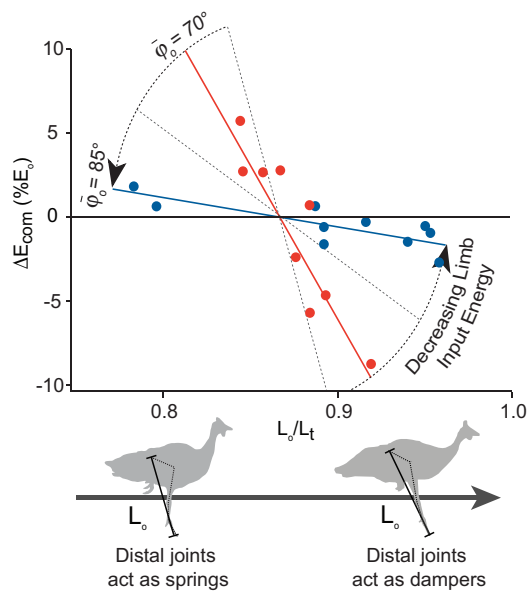 φ̄ₒ = 70°
10
5
0
-5
-10
ΔE_com (%Eₒ)
φ̄ₒ = 85°
Decreasing Limb
Input Energy
0.8
0.9
1.0
Lₒ/Lₜ
Lₒ
Lₒ
Distal joints
act as springs
Distal joints
act as dampers